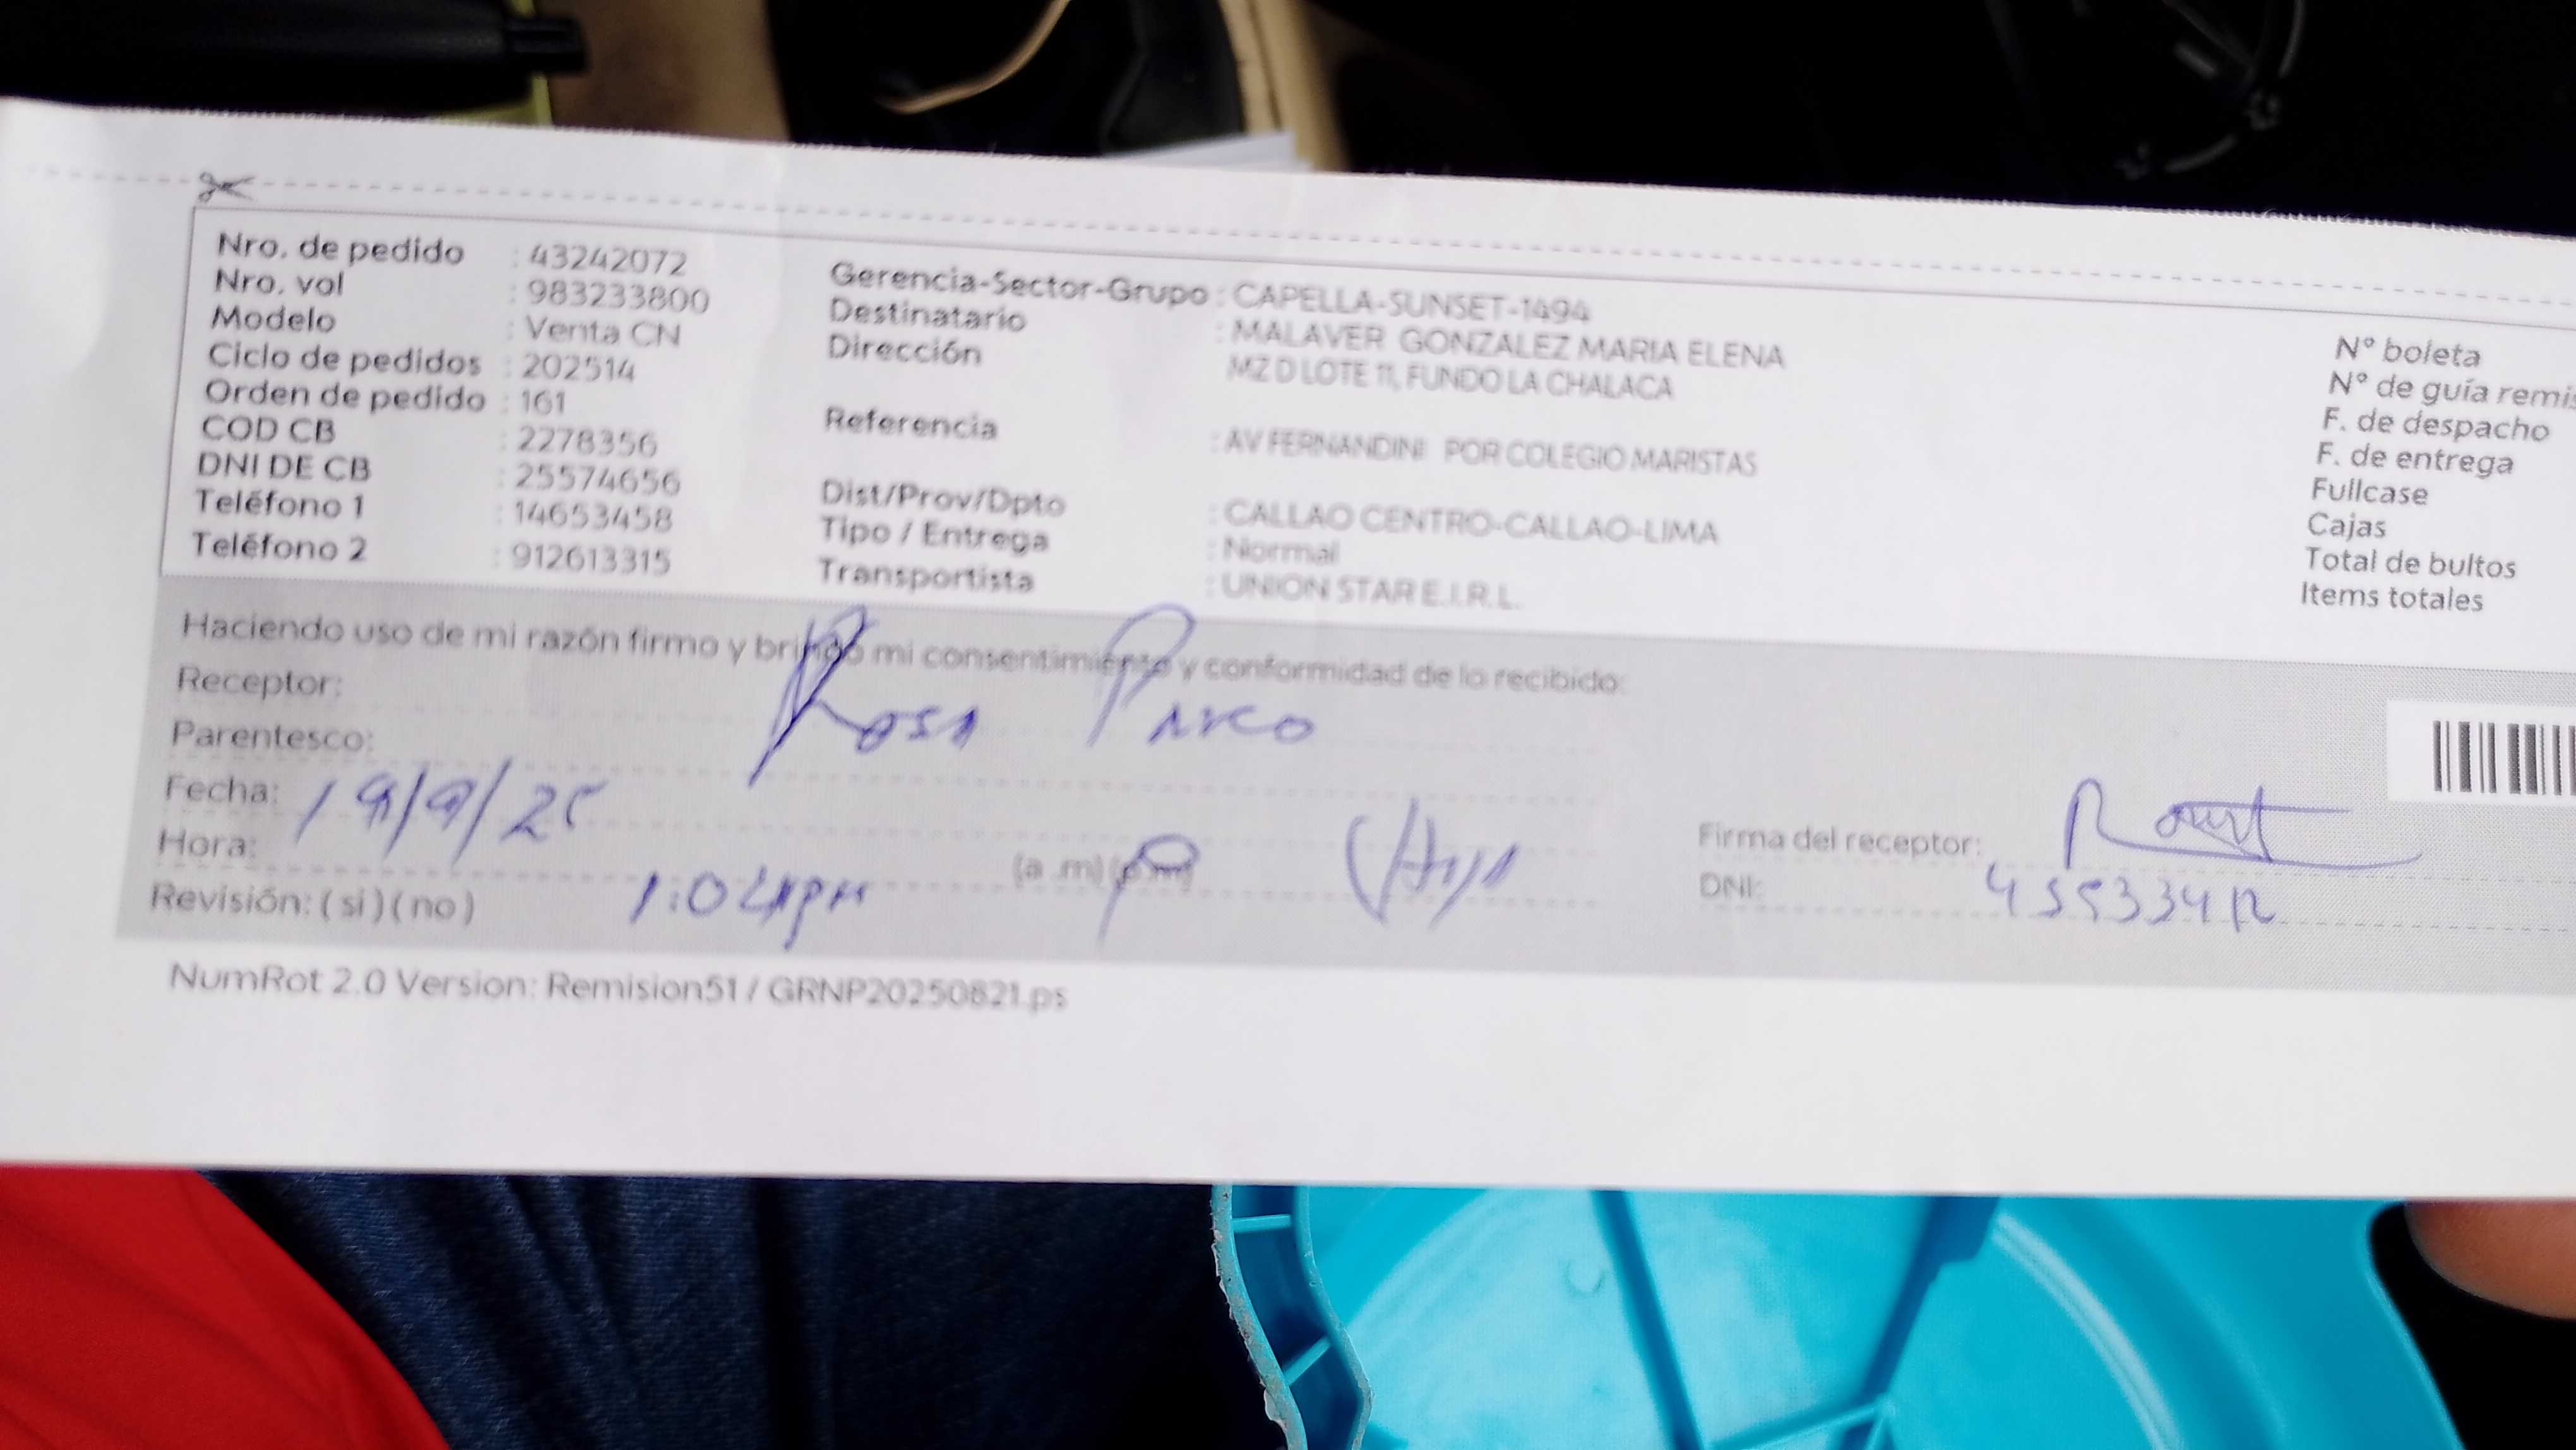 Nro. de pedido : 43242072
Nro. vol : 983233800
Modelo : Venta CN
Ciclo de pedidos : 202514
Orden de pedido : 161
COD CB : 2278356
DNI DE CB : 25574656
Teléfono 1 : 14653458
Teléfono 2 : 912613315
Gerencia-Sector-Grupo : CAPELLA-SUNSET-1494
Destinatario : MALAVER GONZALEZ MARIA ELENA
Dirección MZ D LOTE 11, FUNDO LA CHALACA
Referencia : AV FERNANDINI POR COLEGIO MARISTAS
Dist/Prov/Dpto : CALLAO CENTRO-CALLAO-LIMA
Tipo / Entrega : Normal
Transportista : UNION STAR E.I.R.L.
Nº boleta
Nº de guía remis
F. de despacho
F. de entrega
Fullcase
Cajas
Total de bultos
Items totales
Haciendo uso de mi razón firmo y brindo mi consentimiento y conformidad de lo recibido:
Receptor: Rosa
Parentesco:
Fecha: 19/9/25
Hora: 1:04pm (a .m) (p.m)
Revisión: ( si ) ( no )
Firma del receptor:
DNI:
NumRot 2.0 Version: Remision51 / GRNP20250821.ps